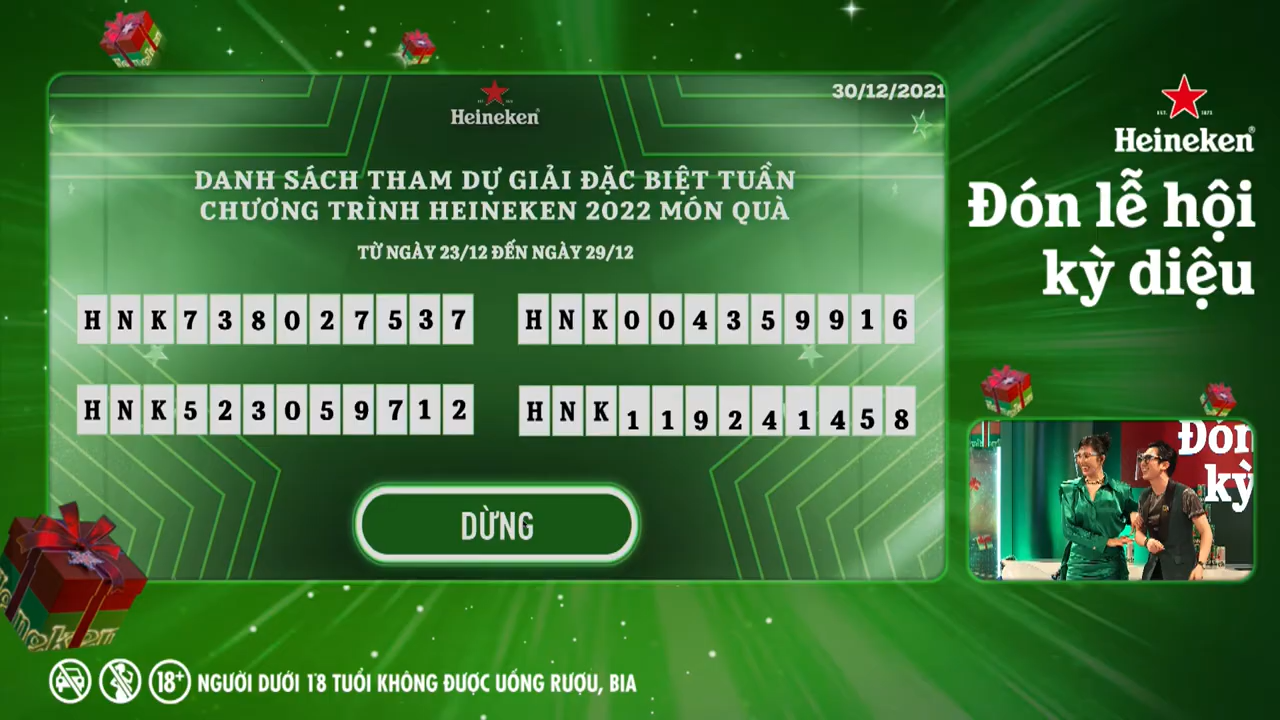 30/12/2021
Heineken
DANH SÁCH THAM DỰ GIẢI ĐẶC BIỆT TUẦN
CHƯƠNG TRÌNH HEINEKEN 2022 MÓN QUÀ
TỪ NGÀY 23/12 ĐẾN NGÀY 29/12
HNK738027537
HNK004359916
HNK523059712
HNK119241458
DỪNG
Heineken®
Đón lễ hội
kỳ diệu
Đón
kỳ
18+
NGƯỜI DƯỚI 18 TUỔI KHÔNG ĐƯỢC UỐNG RƯỢU, BIA